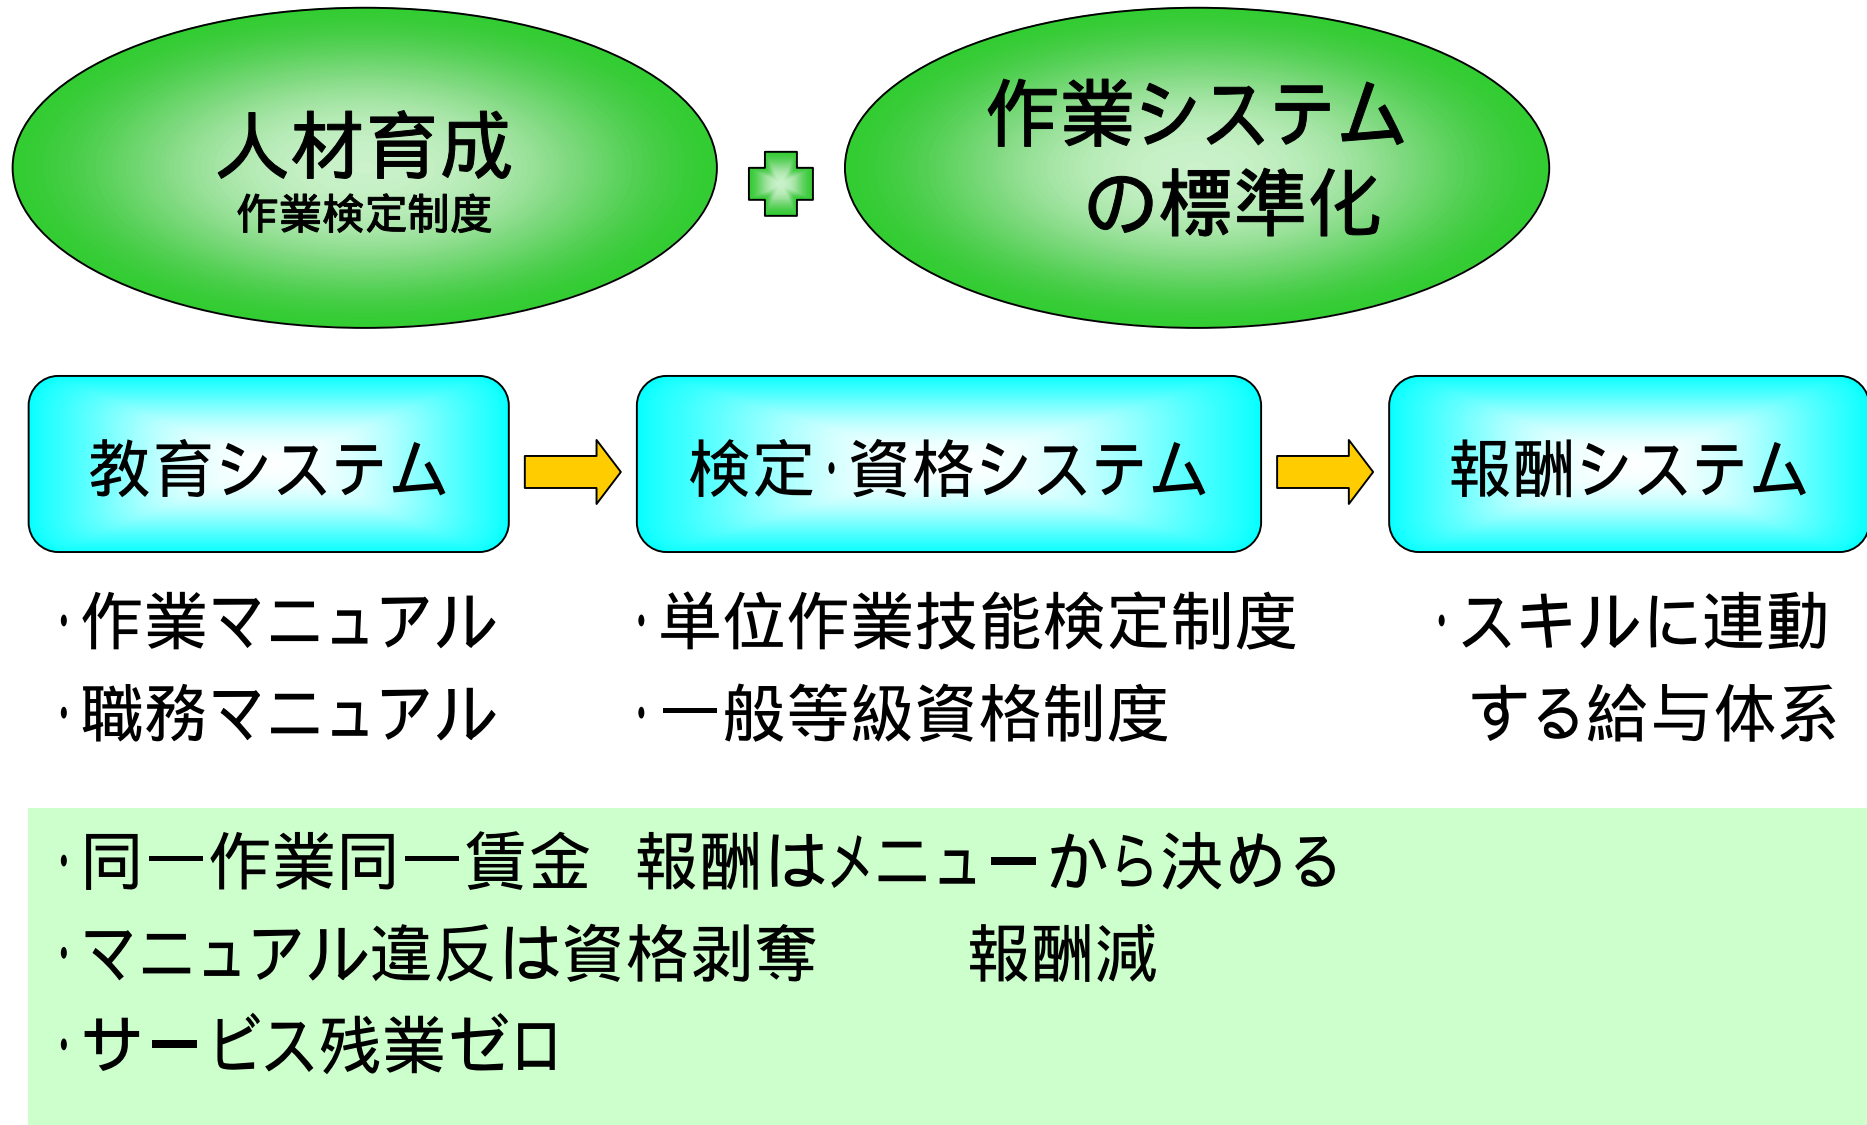 人材育成
作業検定制度
作業システム
の標準化
教育システム
検定・資格システム
報酬システム
・作業マニュアル
・職務マニュアル
・単位作業技能検定制度
・一般等級資格制度
・スキルに連動
する給与体系
・同一作業同一賃金　報酬はメニューから決める
・マニュアル違反は資格剥奪　　報酬減
・サービス残業ゼロ